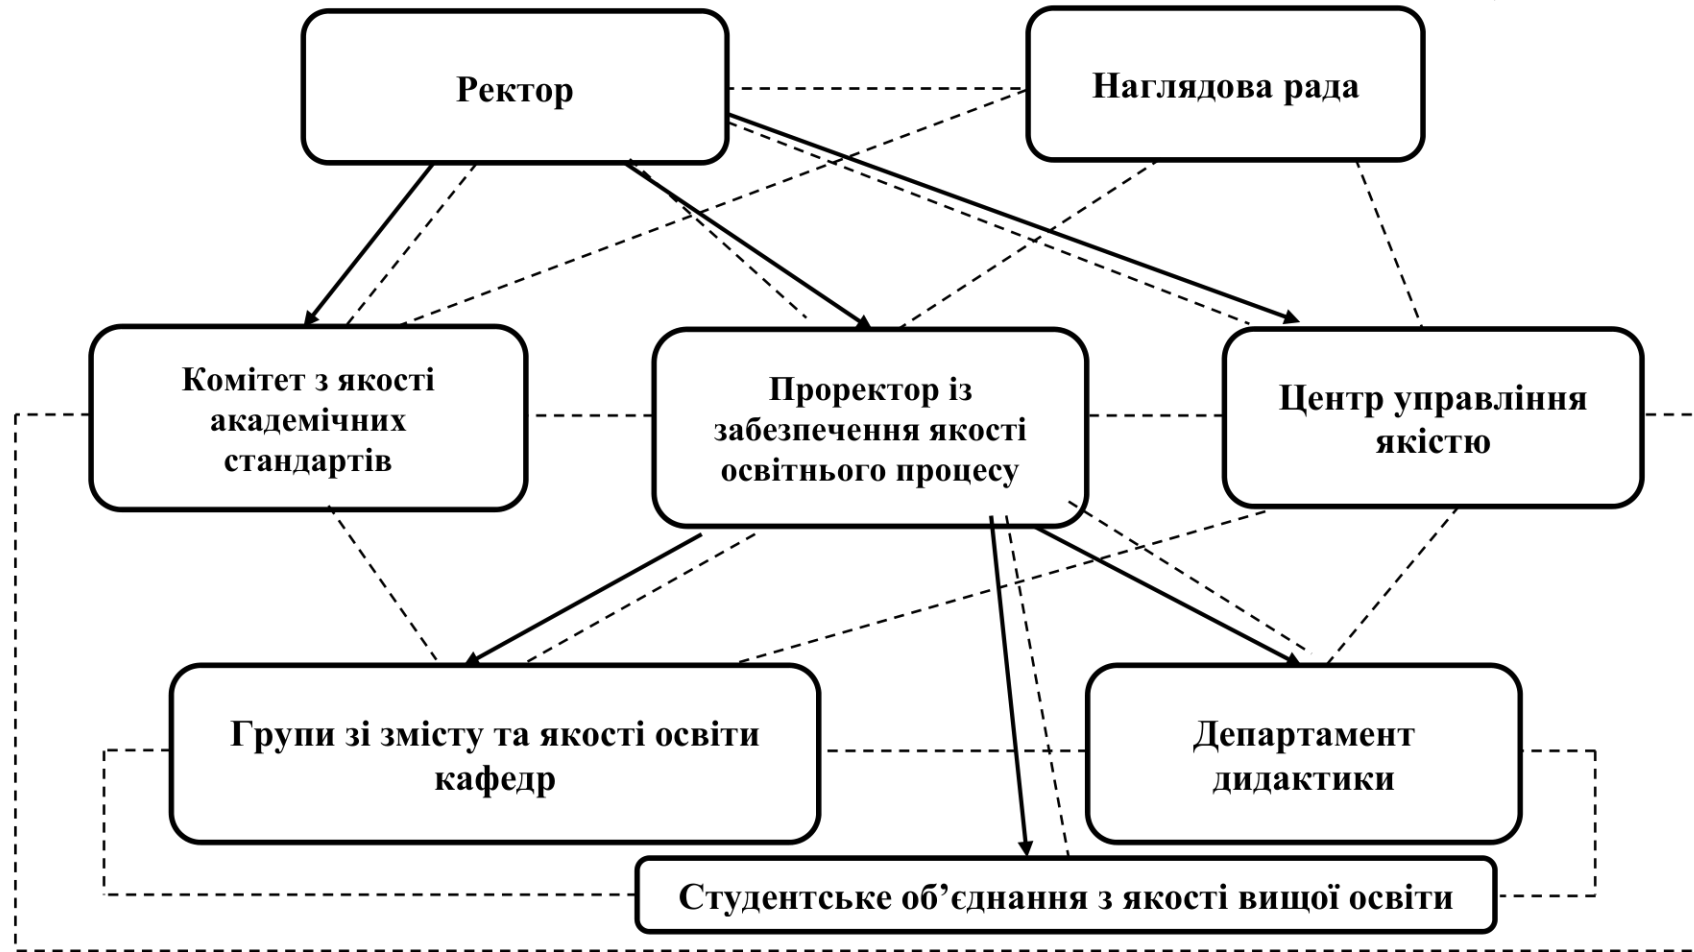 Ректор
Наглядова рада
Комітет з якості
академічних
стандартів
Проректор із
забезпечення якості
освітнього процесу
Центр управління
якістю
Групи зі змісту та якості освіти
кафедр
Департамент
дидактики
Студентське об’єднання з якості вищої освіти